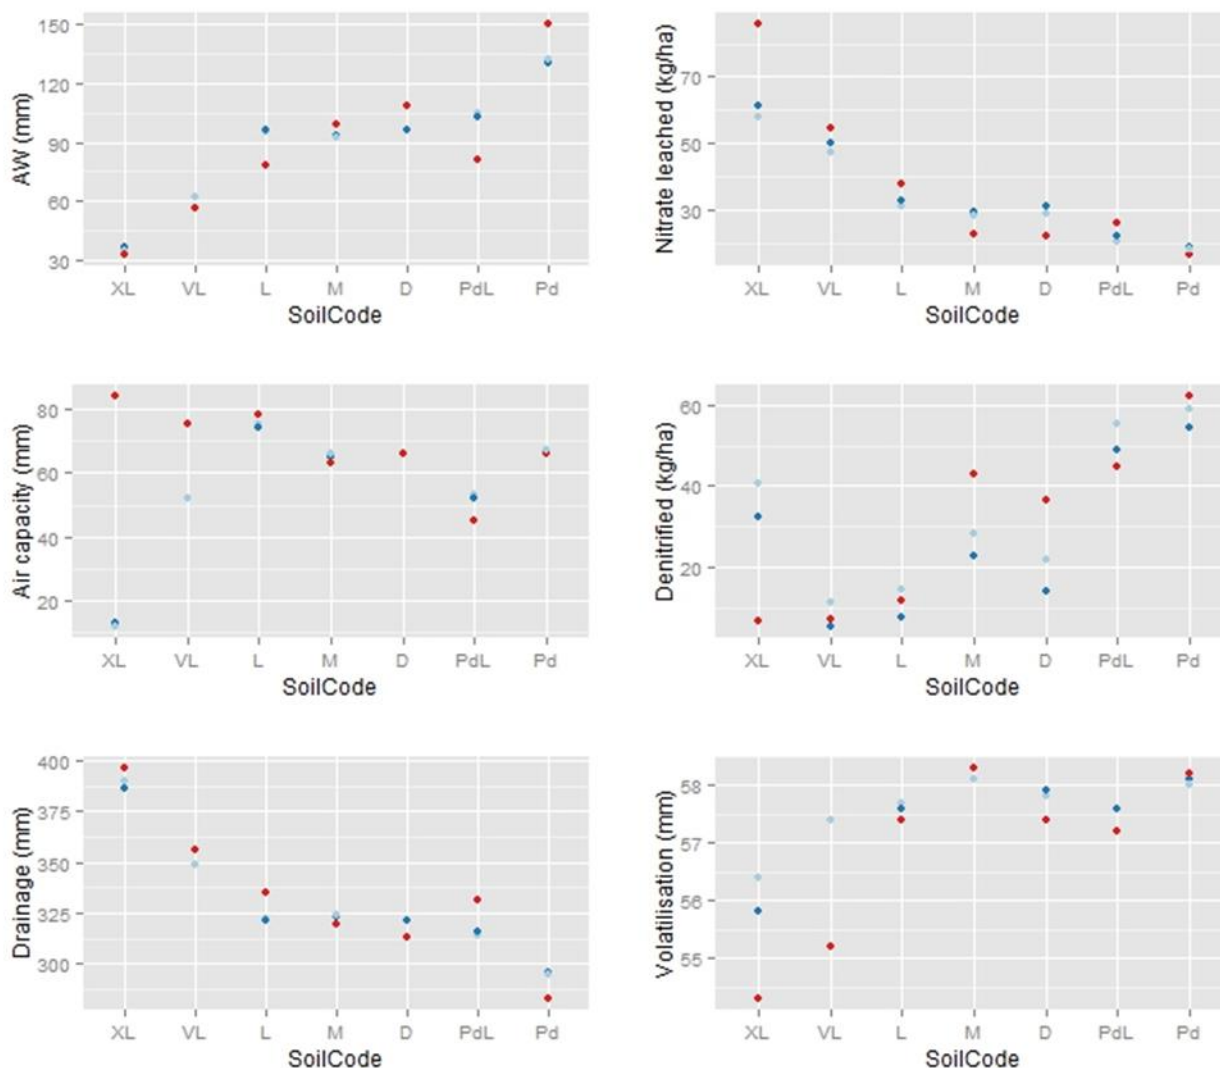 AW (mm)
150
120
90
60
30
XL VL L M D PdL Pd
SoilCode
Nitrate leached (kg/ha)
70
50
30
XL VL L M D PdL Pd
SoilCode
Air capacity (mm)
80
60
40
20
XL VL L M D PdL Pd
SoilCode
Denitrified (kg/ha)
60
40
20
XL VL L M D PdL Pd
SoilCode
Drainage (mm)
400
375
350
325
300
XL VL L M D PdL Pd
SoilCode
Volatilisation (mm)
58
57
56
55
XL VL L M D PdL Pd
SoilCode